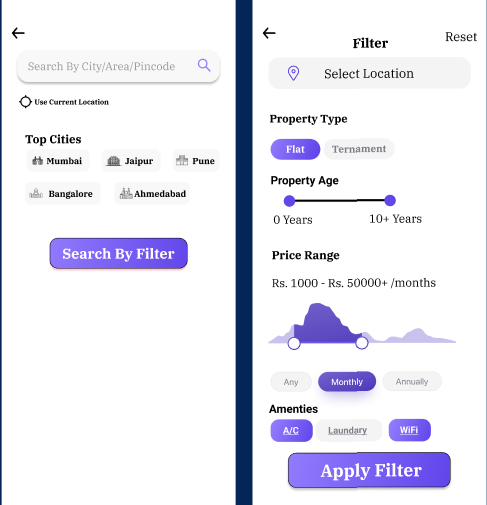 Search By City/Area/Pincode
Use Current Location
Top Cities
Mumbai
Jaipur
Pune
Bangalore
Ahmedabad
Search By Filter
Reset
Filter
Select Location
Property Type
Flat
Ternament
Property Age
0 Years
10+ Years
Price Range
Rs. 1000 - Rs. 50000+ /months
Any
Monthly
Annually
Amenties
A/C
Laundary
WiFi
Apply Filter